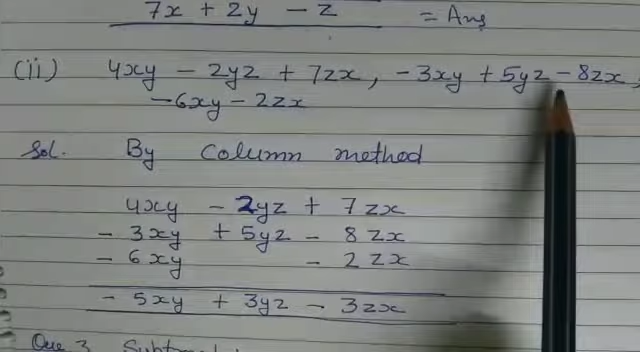 7x + 2y - z = Ans
(ii) 4xy - 2yz + 7zx, -3xy + 5yz - 8zx,
-6xy - 2zx
Sol. By Column method
4xy - 2yz + 7zx
- 3xy + 5yz - 8zx
- 6xy - 2zx
- 5xy + 3yz - 3zx
Que 3